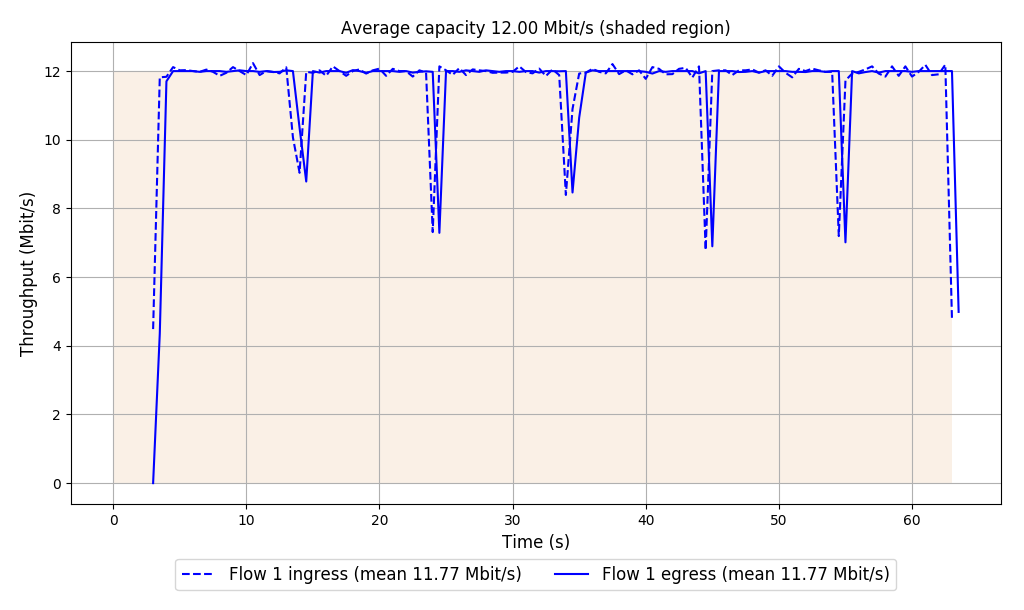 Average capacity 12.00 Mbit/s (shaded region)
Throughput (Mbit/s)
12
10
8
6
4
2
0
0 10 20 30 40 50 60
Time (s)
Flow 1 ingress (mean 11.77 Mbit/s) Flow 1 egress (mean 11.77 Mbit/s)